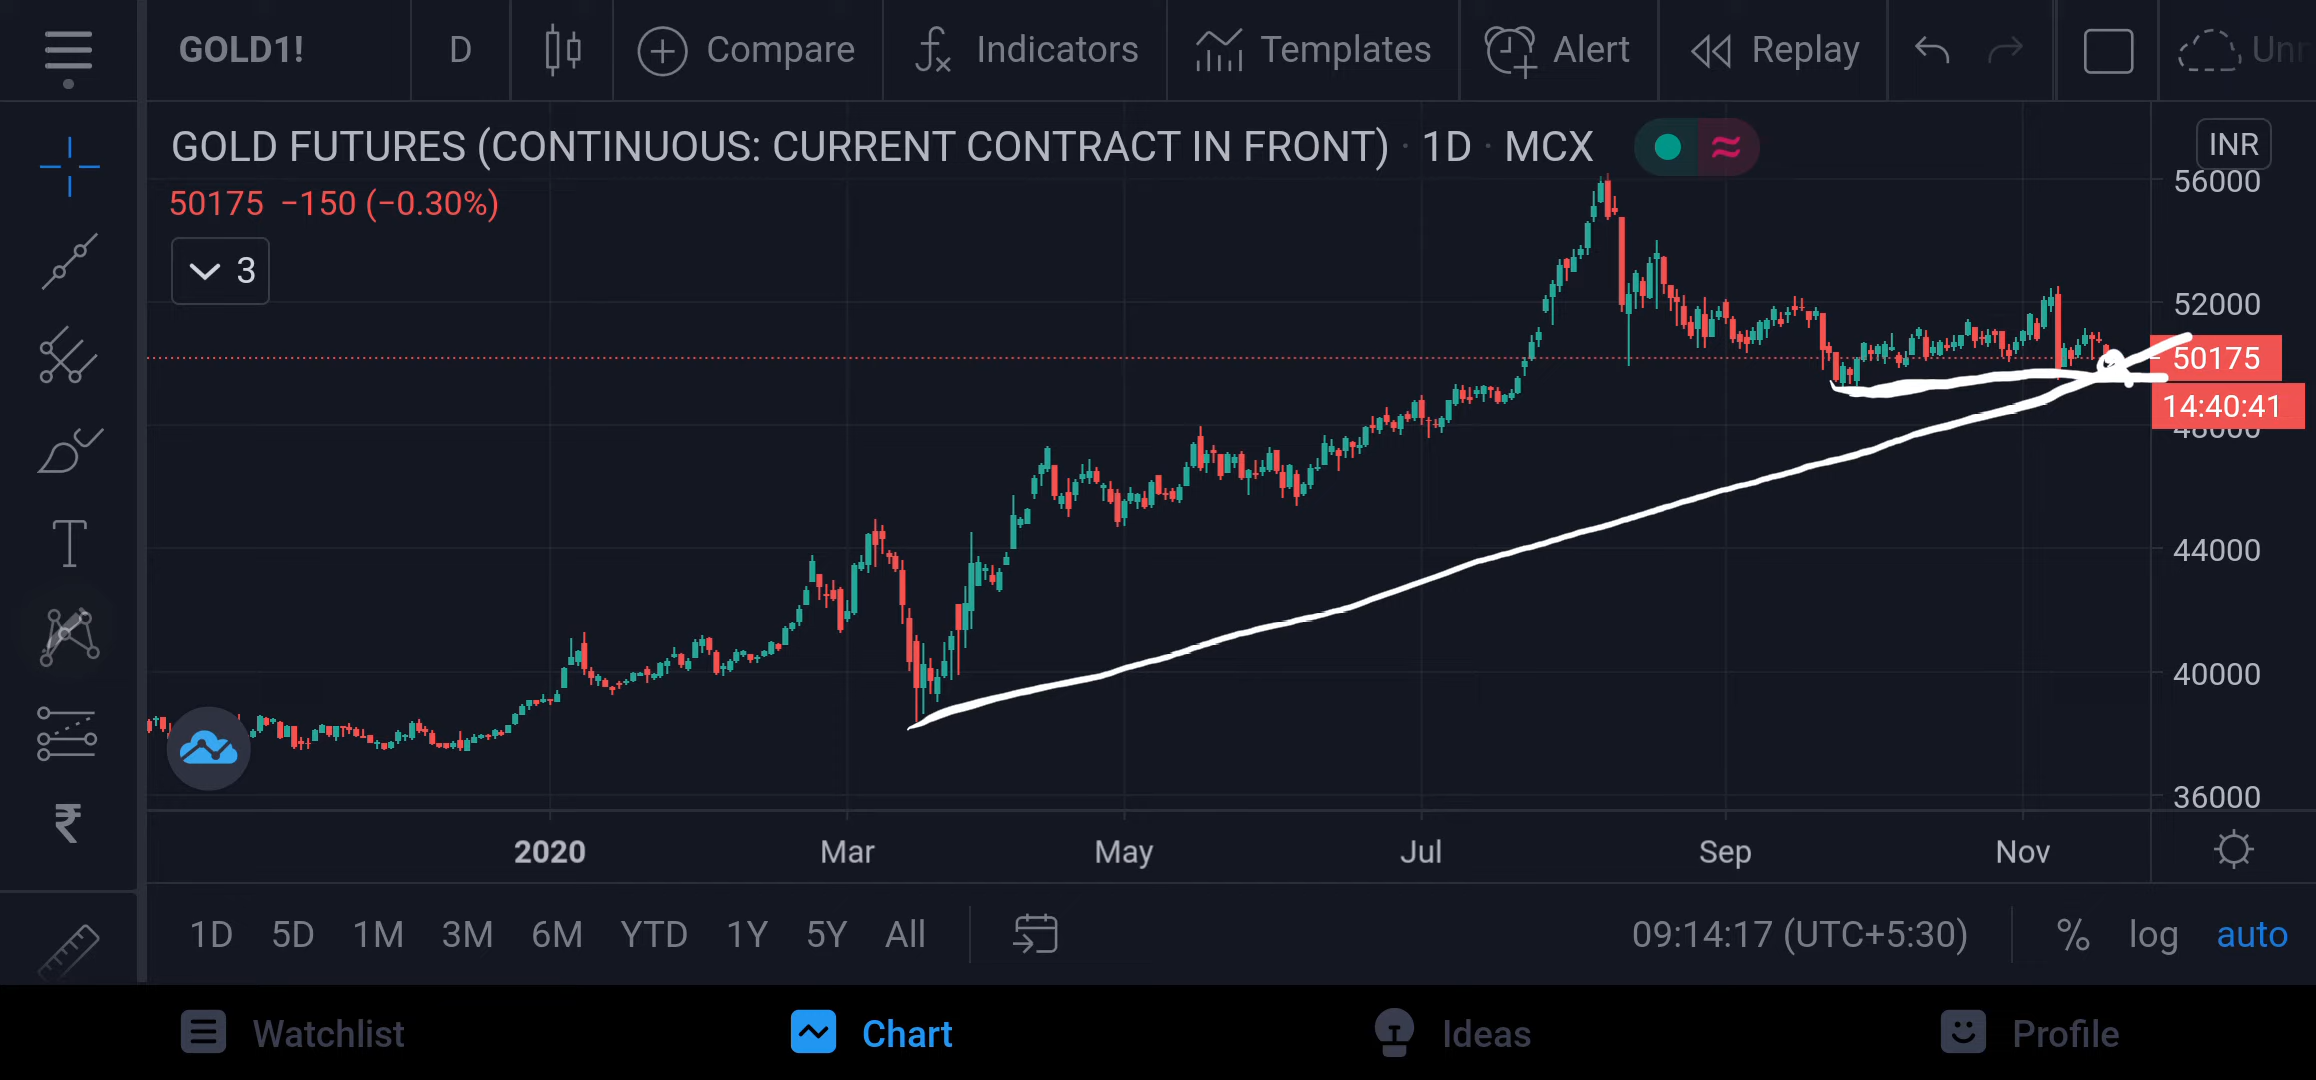 GOLD1! D Compare Indicators Templates Alert Replay
GOLD FUTURES (CONTINUOUS: CURRENT CONTRACT IN FRONT) · 1D · MCX INR
50175 −150 (−0.30%)
3
56000
52000
50175
14:40:41
48000
44000
40000
36000
2020 Mar May Jul Sep Nov
1D 5D 1M 3M 6M YTD 1Y 5Y All 09:14:17 (UTC+5:30) % log auto
Watchlist Chart Ideas Profile